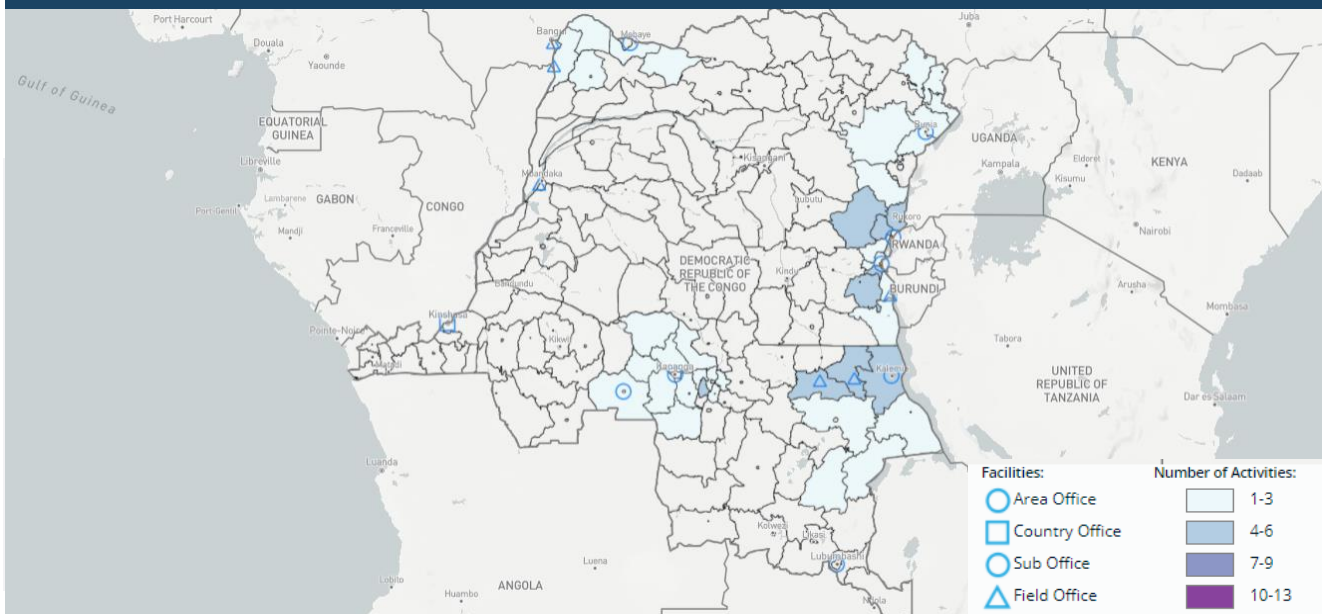 Port Harcourt
Juba
Douala
Bangui
Mobaye
Yaounde
Gulf of Guinea
EQUATORIAL
GUINEA
Bunia
UGANDA
Libreville
Kisangani
Kampala
Eldoret
KENYA
Mbandaka
Kisumu
Dadaab
Lambarene
GABON
CONGO
Lubutu
Port-Gentil
Rukoro
Mandji
Franceville
Nairobi
RWANDA
DEMOCRATIC
REPUBLIC OF
THE CONGO
Kindu
Bandundu
BURUNDI
Arusha
Mombasa
Kinshasa
Pointe-Noire
Kikwit
Tabora
Matadi
Kananga
Kalemie
UNITED
REPUBLIC OF
TANZANIA
Dar es Salaam
Luanda
Facilities:
Number of Activities:
Area Office
1-3
Country Office
4-6
Sub Office
7-9
Field Office
10-13
Kolwezi
Likasi
Lubumbashi
Luena
Lobito
Huambo
ANGOLA
Ndola